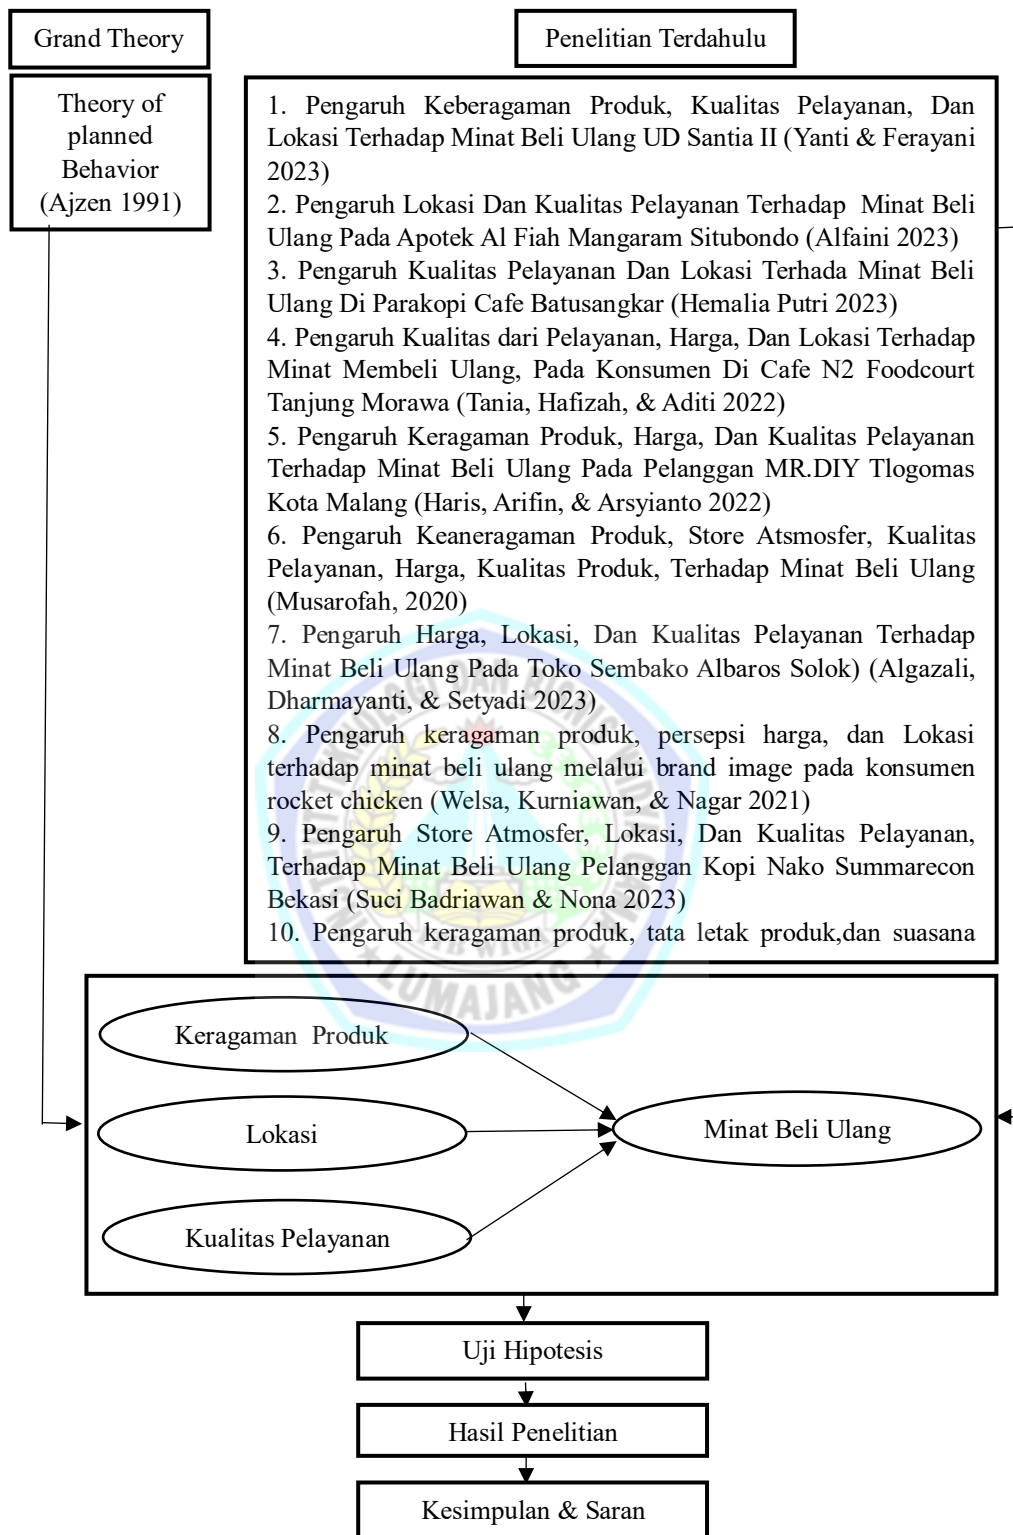 Grand Theory
Penelitian Terdahulu
Theory of
planned
Behavior
(Ajzen 1991)
1. Pengaruh Keberagaman Produk, Kualitas Pelayanan, Dan
Lokasi Terhadap Minat Beli Ulang UD Santia II (Yanti & Ferayani
2023)
2. Pengaruh Lokasi Dan Kualitas Pelayanan Terhadap Minat Beli
Ulang Pada Apotek Al Fiah Mangaram Situbondo (Alfaini 2023)
3. Pengaruh Kualitas Pelayanan Dan Lokasi Terhada Minat Beli
Ulang Di Parakopi Cafe Batusangkar (Hemalia Putri 2023)
4. Pengaruh Kualitas dari Pelayanan, Harga, Dan Lokasi Terhadap
Minat Membeli Ulang, Pada Konsumen Di Cafe N2 Foodcourt
Tanjung Morawa (Tania, Hafizah, & Aditi 2022)
5. Pengaruh Keragaman Produk, Harga, Dan Kualitas Pelayanan
Terhadap Minat Beli Ulang Pada Pelanggan MR.DIY Tlogomas
Kota Malang (Haris, Arifin, & Arsyianto 2022)
6. Pengaruh Keaneragaman Produk, Store Atsmosfer, Kualitas
Pelayanan, Harga, Kualitas Produk, Terhadap Minat Beli Ulang
(Musarofah, 2020)
7. Pengaruh Harga, Lokasi, Dan Kualitas Pelayanan Terhadap
Minat Beli Ulang Pada Toko Sembako Albaros Solok) (Algazali,
Dharmayanti, & Setyadi 2023)
8. Pengaruh keragaman produk, persepsi harga, dan Lokasi
terhadap minat beli ulang melalui brand image pada konsumen
rocket chicken (Welsa, Kurniawan, & Nagar 2021)
9. Pengaruh Store Atmosfer, Lokasi, Dan Kualitas Pelayanan,
Terhadap Minat Beli Ulang Pelanggan Kopi Nako Summarecon
Bekasi (Suci Badriawan & Nona 2023)
10. Pengaruh keragaman produk, tata letak produk,dan suasana
INSTITUT TEKNOLOGI DAN BISNIS WIDYA GAMA
ITB WIGA
LUMAJANG
Keragaman Produk
Lokasi
Minat Beli Ulang
Kualitas Pelayanan
Uji Hipotesis
Hasil Penelitian
Kesimpulan & Saran